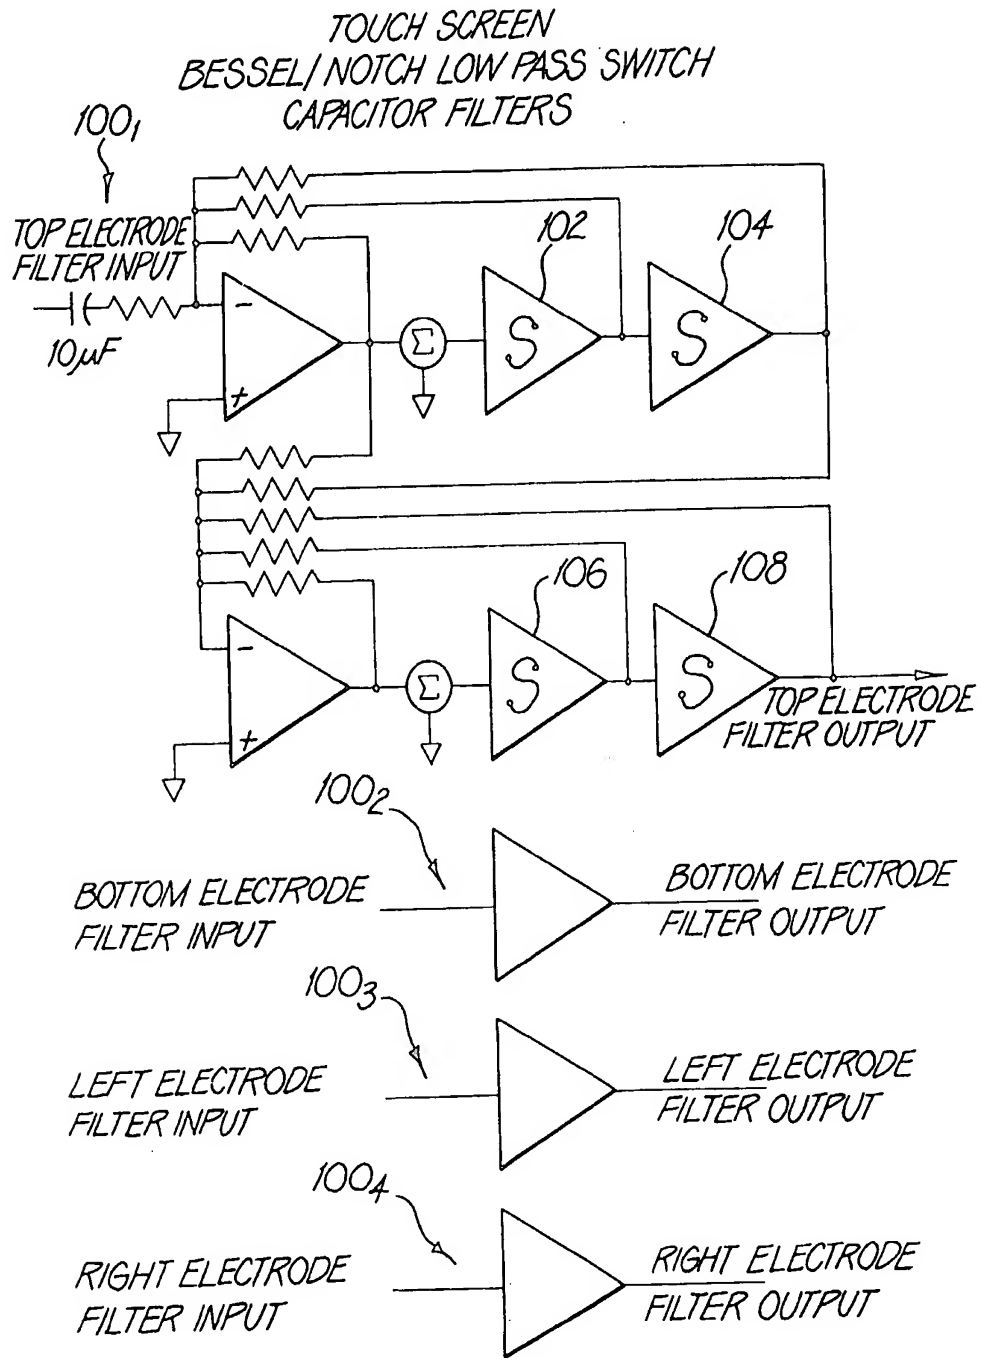 TOUCH SCREEN
BESSEL/NOTCH LOW PASS SWITCH
CAPACITOR FILTERS
100₁
TOP ELECTRODE
FILTER INPUT
10µF
-
+
Σ
102
S
104
S
-
+
Σ
106
S
108
S
TOP ELECTRODE
FILTER OUTPUT
100₂
BOTTOM ELECTRODE
FILTER INPUT
BOTTOM ELECTRODE
FILTER OUTPUT
100₃
LEFT ELECTRODE
FILTER INPUT
LEFT ELECTRODE
FILTER OUTPUT
100₄
RIGHT ELECTRODE
FILTER INPUT
RIGHT ELECTRODE
FILTER OUTPUT